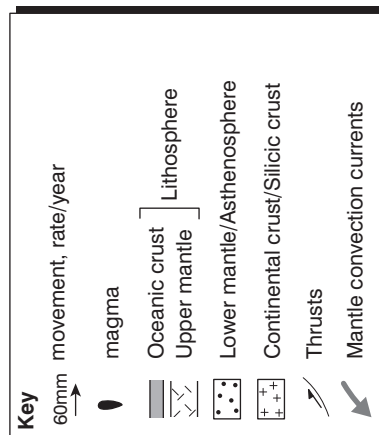 Key
60mm movement, rate/year
magma
Oceanic crust
Upper mantle
Lithosphere
Lower mantle/Asthenosphere
Continental crust/Silicic crust
Thrusts
Mantle convection currents